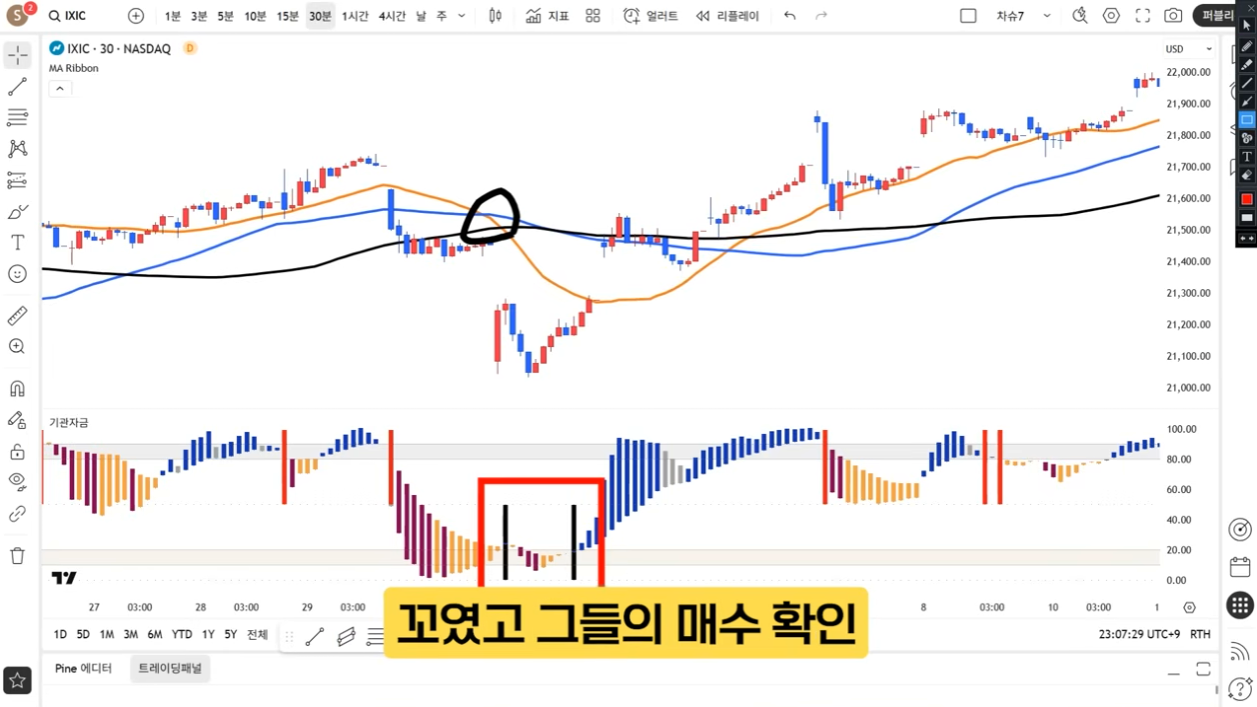 S 2 IXIC 1분 3분 5분 10분 15분 30분 1시간 4시간 날 주 지표 얼러트 리플레이 차슈7 퍼블리
IXIC · 30 · NASDAQ D
MA Ribbon
USD
22,000.00
21,900.00
21,800.00
21,700.00
21,600.00
21,500.00
21,400.00
21,300.00
21,200.00
21,100.00
21,000.00
기관자금
100.00
80.00
60.00
40.00
20.00
0.00
27 03:00 28 03:00 29 03:00 8 03:00 10 03:00 1
꼬였고 그들의 매수 확인
1D 5D 1M 3M 6M YTD 1Y 5Y 전체 23:07:29 UTC+9 RTH
Pine 에디터 트레이딩패널